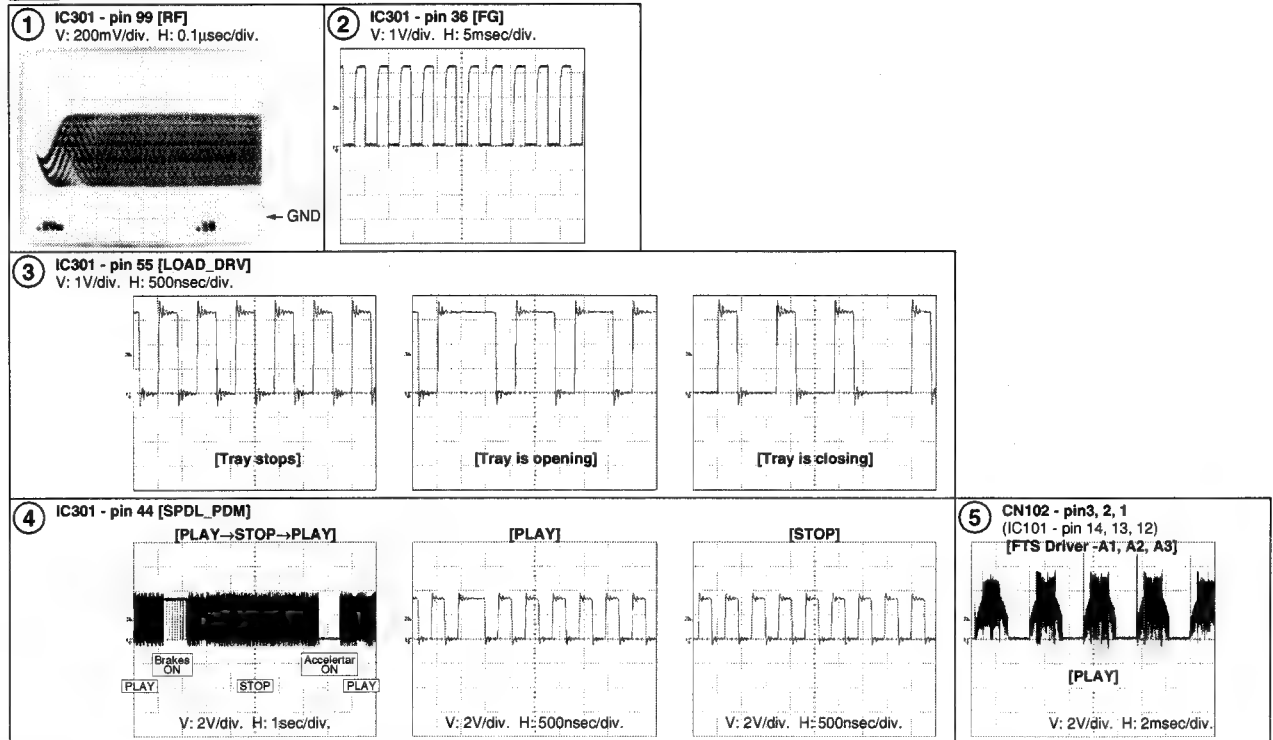 1 IC301 - pin 99 [RF]
V: 200mV/div. H: 0.1µsec/div.
← GND
2 IC301 - pin 36 [FG]
V: 1V/div. H: 5msec/div.
3 IC301 - pin 55 [LOAD_DRV]
V: 1V/div. H: 500nsec/div.
[Tray stops]
[Tray is opening]
[Tray is closing]
4 IC301 - pin 44 [SPDL_PDM]
[PLAY→STOP→PLAY]
Brakes
ON
Accelertar
ON
PLAY
STOP
PLAY
V: 2V/div. H: 1sec/div.
[PLAY]
V: 2V/div. H: 500nsec/div.
[STOP]
V: 2V/div. H: 500nsec/div.
5 CN102 - pin3, 2, 1
(IC101 - pin 14, 13, 12)
[FTS Driver -A1, A2, A3]
[PLAY]
V: 2V/div. H: 2msec/div.